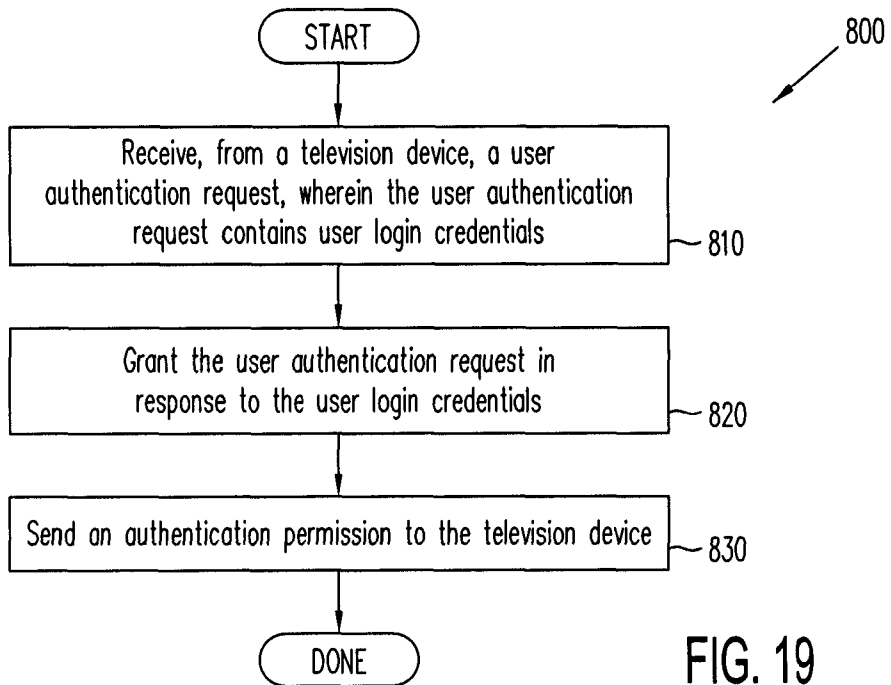 START
800
Receive, from a television device, a user
authentication request, wherein the user authentication
request contains user login credentials
810
Grant the user authentication request in
response to the user login credentials
820
Send an authentication permission to the television device
830
DONE
FIG. 19